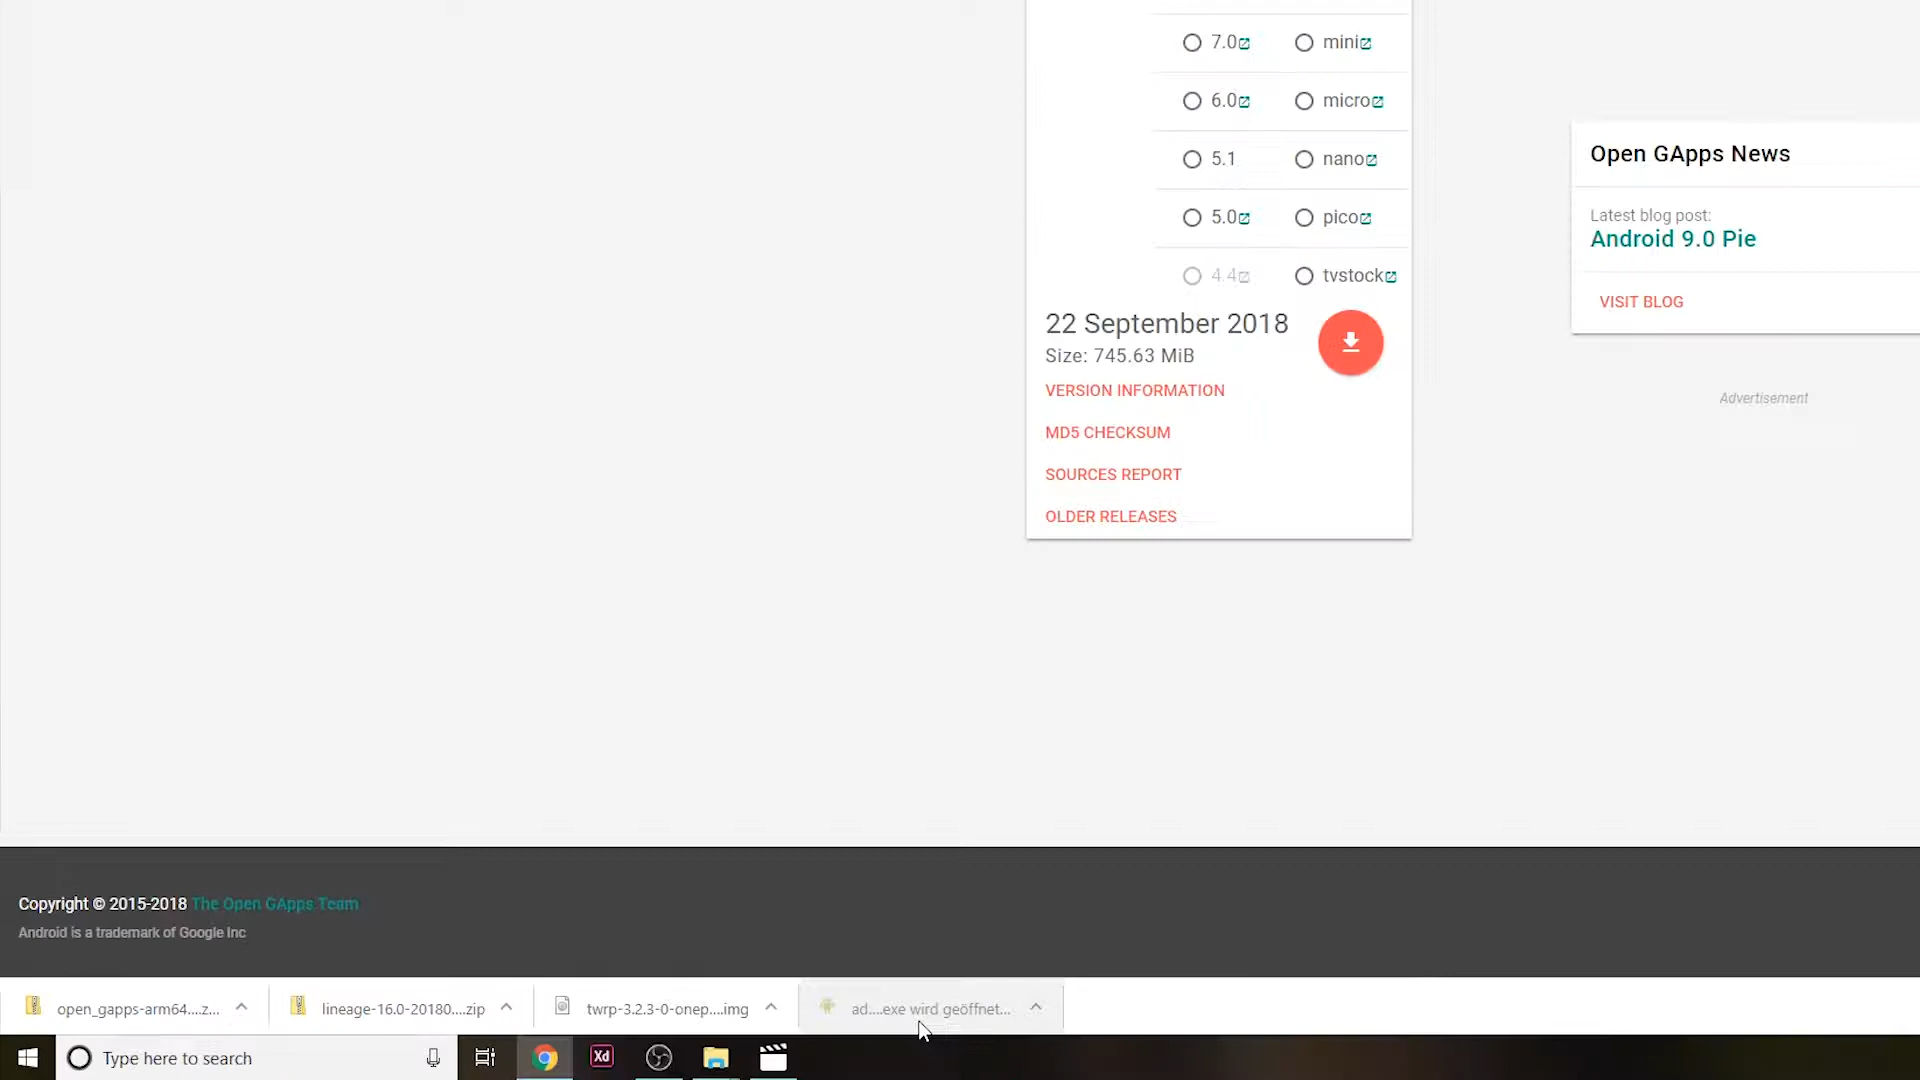 7.0
mini
6.0
micro
5.1
nano
5.0
pico
4.4
tvstock
22 September 2018
Size: 745.63 MiB
VERSION INFORMATION
MD5 CHECKSUM
SOURCES REPORT
OLDER RELEASES
Open GApps News
Latest blog post:
Android 9.0 Pie
VISIT BLOG
Advertisement
Copyright © 2015-2018 The Open GApps Team
Android is a trademark of Google Inc
open_gapps-arm64....z...
lineage-16.0-20180....zip
twrp-3.2.3-0-onep....img
ad....exe wird geöffnet...
Type here to search
Xd